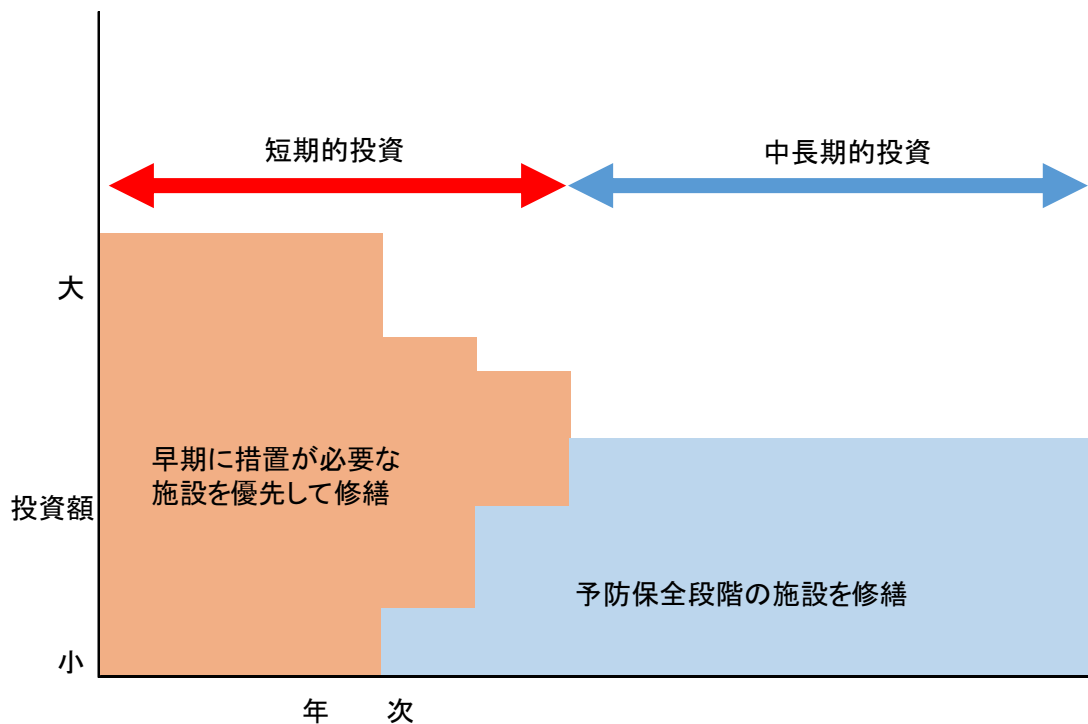 短期的投資
中長期的投資
大
早期に措置が必要な
施設を優先して修繕
投資額
予防保全段階の施設を修繕
小
年　次